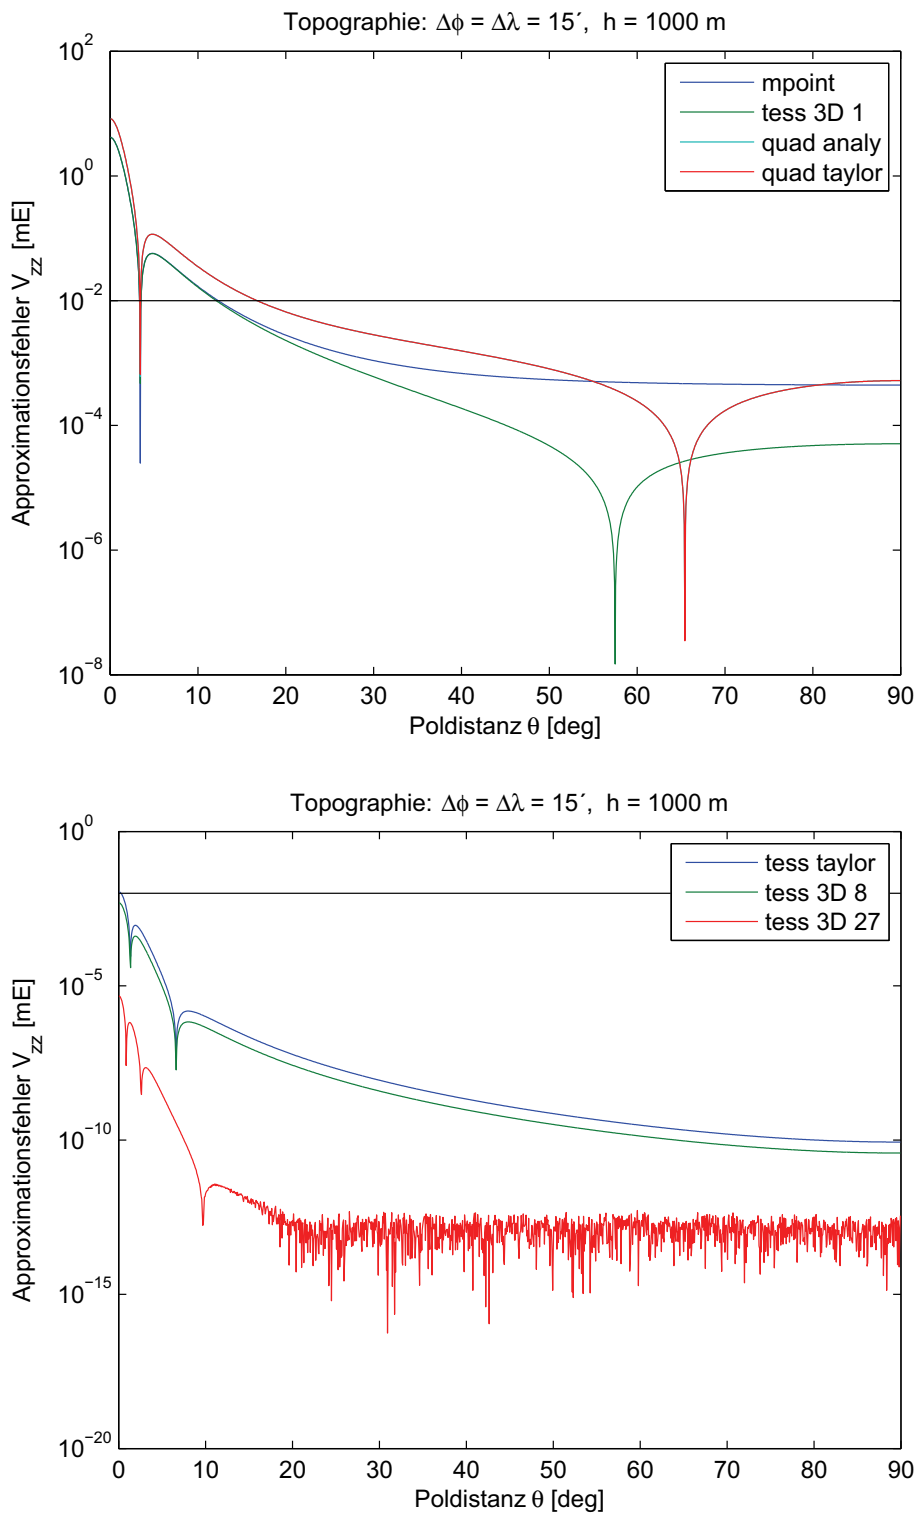 Topographie: Δϕ = Δλ = 15´, h = 1000 m
10^2
10^0
10^−2
10^−4
10^−6
10^−8
Approximationsfehler V_ZZ [mE]
mpoint
tess 3D 1
quad analy
quad taylor
0 10 20 30 40 50 60 70 80 90
Poldistanz θ [deg]
Topographie: Δϕ = Δλ = 15´, h = 1000 m
10^0
10^−5
10^−10
10^−15
10^−20
Approximationsfehler V_ZZ [mE]
tess taylor
tess 3D 8
tess 3D 27
0 10 20 30 40 50 60 70 80 90
Poldistanz θ [deg]